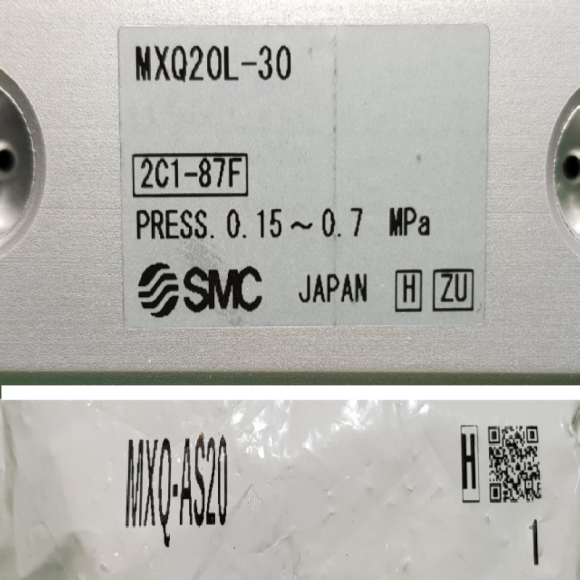 MXQ20L-30
2C1-87F
PRESS. 0.15～0.7 MPa
SMC JAPAN H ZU
MXQ-AS20 H
1